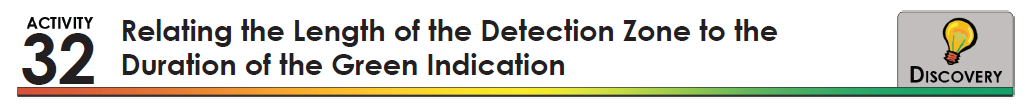 ACTIVITY
32
Relating the Length of the Detection Zone to the
Duration of the Green Indication
DISCOVERY